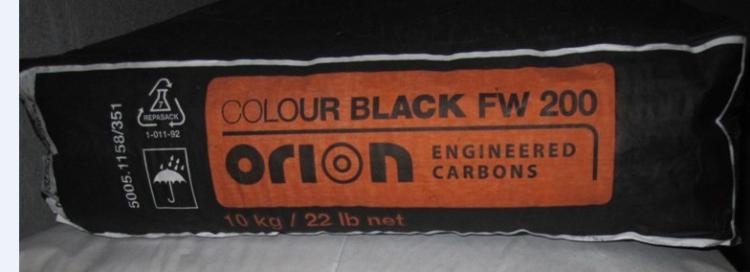 5005.1158/351
REPASACK
1-011-92
COLOUR BLACK FW 200
orion
ENGINEERED
CARBONS
10 kg / 22 lb net